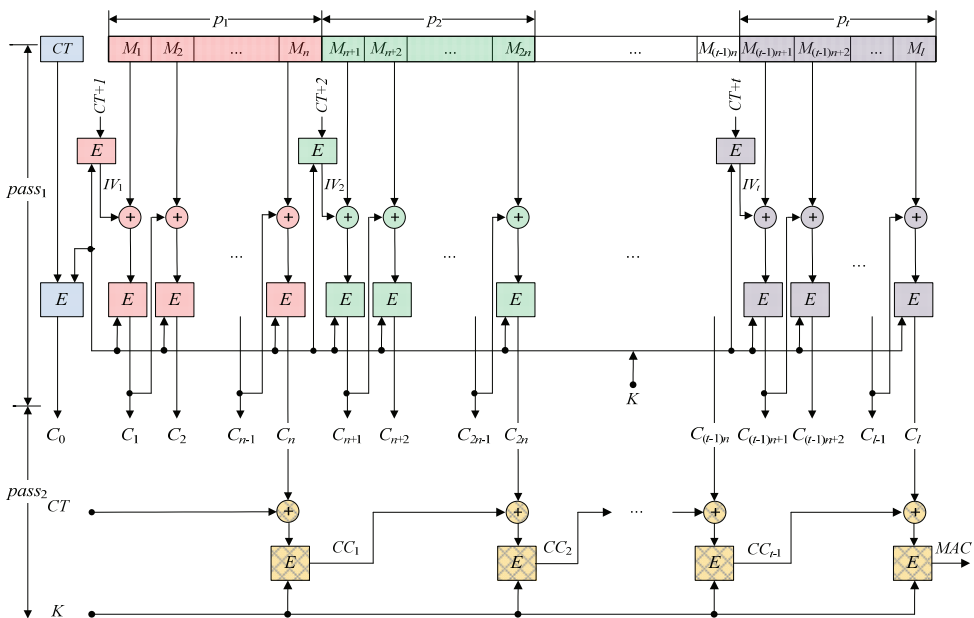 p₁ p₂ pₜ
CT M₁ M₂ ... Mₙ Mₙ₊₁ Mₙ₊₂ ... M₂ₙ ... M₍ₜ₋₁₎ₙ M₍ₜ₋₁₎ₙ₊₁ M₍ₜ₋₁₎ₙ₊₂ ... Mₗ
CT+1 CT+2 CT+t
E E E
pass₁ IV₁ IV₂ IVₜ
+ + + + + + + + +
... ... ... ...
E E E E E E E E E E
K
C₀ C₁ C₂ Cₙ₋₁ Cₙ Cₙ₊₁ Cₙ₊₂ C₂ₙ₋₁ C₂ₙ C₍ₜ₋₁₎ₙ C₍ₜ₋₁₎ₙ₊₁ C₍ₜ₋₁₎ₙ₊₂ Cₗ₋₁ Cₗ
pass₂
CT + + ... + +
E CC₁ E CC₂ E CCₜ₋₁ E MAC
K